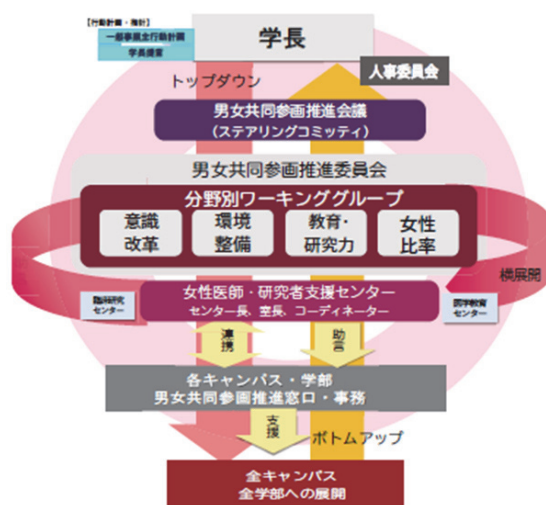 【行動計画・指針】
一般事業主行動計画
学長提案
学長
人事委員会
トップダウン
男女共同参画推進会議
(ステアリングコミッティ)
男女共同参画推進委員会
分野別ワーキンググループ
意識
改革
環境
整備
教育・
研究力
女性
比率
横展開
女性医師・研究者支援センター
センター長、室長、コーディネーター
臨床研究
センター
医学教育
センター
連携
助言
各キャンパス・学部
男女共同参画推進窓口・事務
支援
ボトムアップ
全キャンパス
全学部への展開